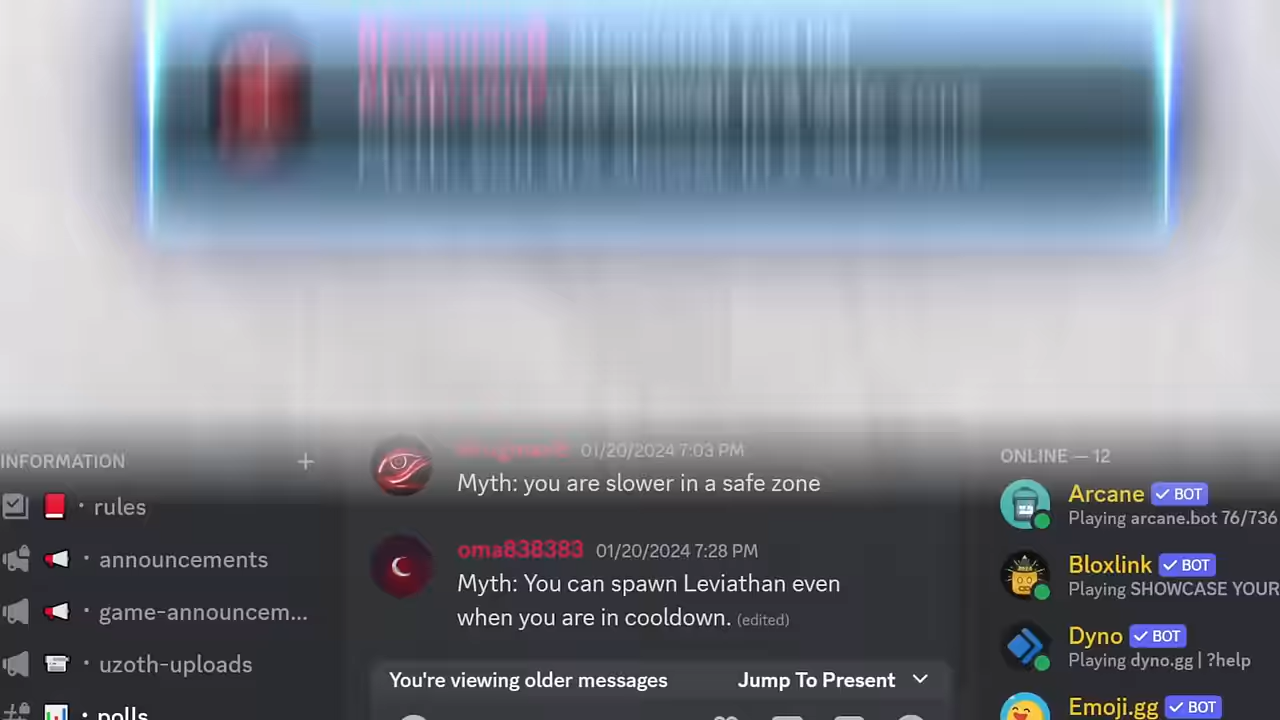 INFORMATION
+
rules
announcements
game-announcem...
uzoth-uploads
polls
01/20/2024 7:03 PM
Myth: you are slower in a safe zone
oma838383 01/20/2024 7:28 PM
Myth: You can spawn Leviathan even
when you are in cooldown. (edited)
You're viewing older messages Jump To Present
ONLINE — 12
Arcane BOT
Playing arcane.bot 76/736
Bloxlink BOT
Playing SHOWCASE YOUR
Dyno BOT
Playing dyno.gg | ?help
Emoji.gg BOT